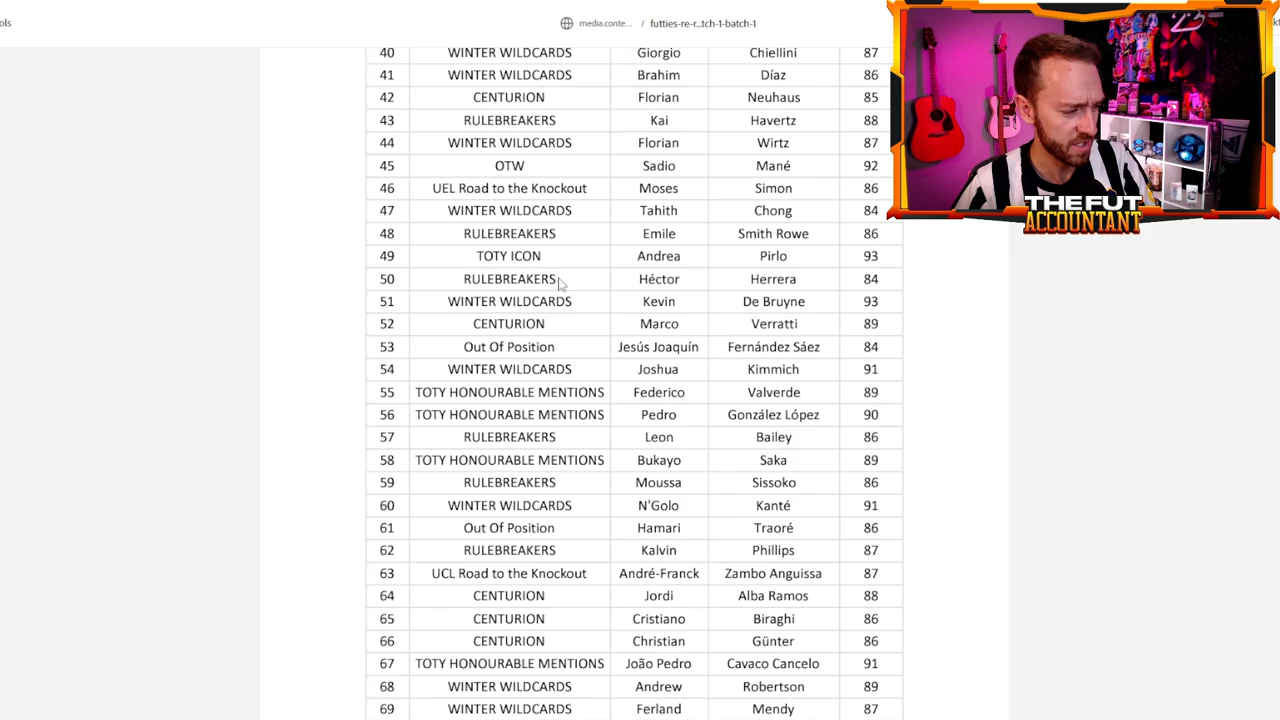 ols
media.conte... / futties-re-r...tch-1-batch-1
40 WINTER WILDCARDS Giorgio Chiellini 87
41 WINTER WILDCARDS Brahim Díaz 86
42 CENTURION Florian Neuhaus 85
43 RULEBREAKERS Kai Havertz 88
44 WINTER WILDCARDS Florian Wirtz 87
45 OTW Sadio Mané 92
46 UEL Road to the Knockout Moses Simon 86
47 WINTER WILDCARDS Tahith Chong 84
48 RULEBREAKERS Emile Smith Rowe 86
49 TOTY ICON Andrea Pirlo 93
50 RULEBREAKERS Héctor Herrera 84
51 WINTER WILDCARDS Kevin De Bruyne 93
52 CENTURION Marco Verratti 89
53 Out Of Position Jesús Joaquín Fernández Sáez 84
54 WINTER WILDCARDS Joshua Kimmich 91
55 TOTY HONOURABLE MENTIONS Federico Valverde 89
56 TOTY HONOURABLE MENTIONS Pedro González López 90
57 RULEBREAKERS Leon Bailey 86
58 TOTY HONOURABLE MENTIONS Bukayo Saka 89
59 RULEBREAKERS Moussa Sissoko 86
60 WINTER WILDCARDS N'Golo Kanté 91
61 Out Of Position Hamari Traoré 86
62 RULEBREAKERS Kalvin Phillips 87
63 UCL Road to the Knockout André-Franck Zambo Anguissa 87
64 CENTURION Jordi Alba Ramos 88
65 CENTURION Cristiano Biraghi 86
66 CENTURION Christian Günter 86
67 TOTY HONOURABLE MENTIONS João Pedro Cavaco Cancelo 91
68 WINTER WILDCARDS Andrew Robertson 89
69 WINTER WILDCARDS Ferland Mendy 87
THE FUT
ACCOUNTANT